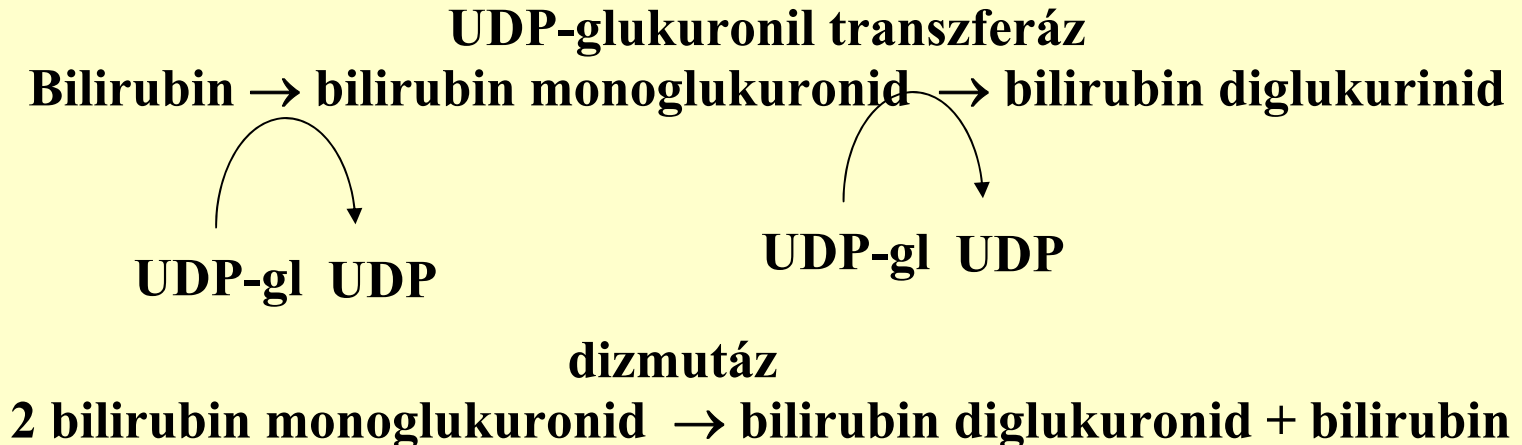 UDP-glukuronil transzferáz
Bilirubin → bilirubin monoglukuronid → bilirubin diglukurinid
UDP-gl UDP
UDP-gl UDP
dizmutáz
2 bilirubin monoglukuronid → bilirubin diglukuronid + bilirubin